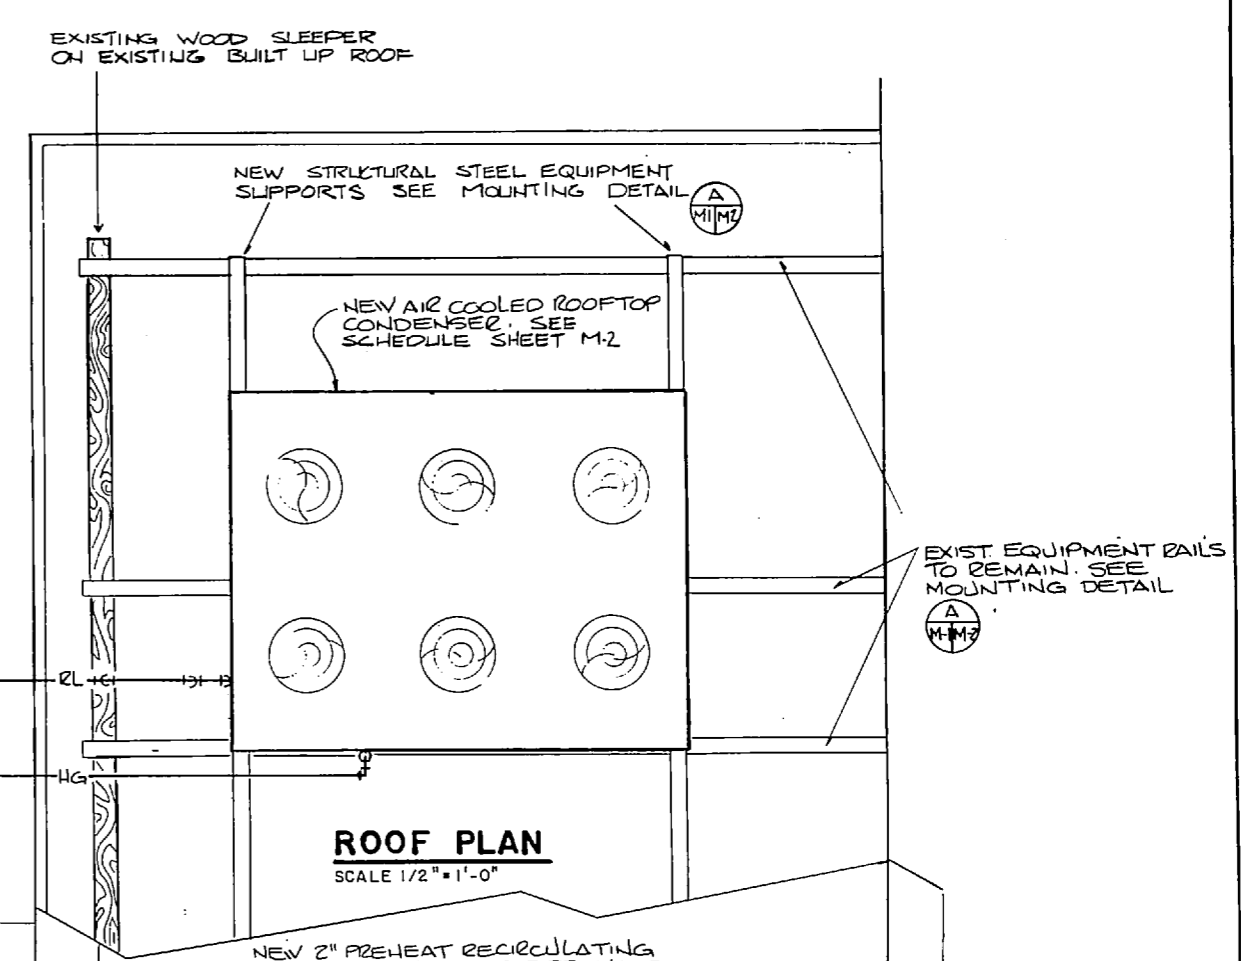 EXISTING WOOD SLEEPER
ON EXISTING BUILT UP ROOF
NEW STRUCTURAL STEEL EQUIPMENT
SUPPORTS SEE MOUNTING DETAIL
A
M1 M2
NEW AIR COOLED ROOFTOP
CONDENSER. SEE
SCHEDULE SHEET M-2
EXIST. EQUIPMENT RAILS
TO REMAIN. SEE
MOUNTING DETAIL
A
M-1 M-2
RL
HG
ROOF PLAN
SCALE 1/2" = 1'-0"
NEW 2" PREHEAT RECIRCULATING